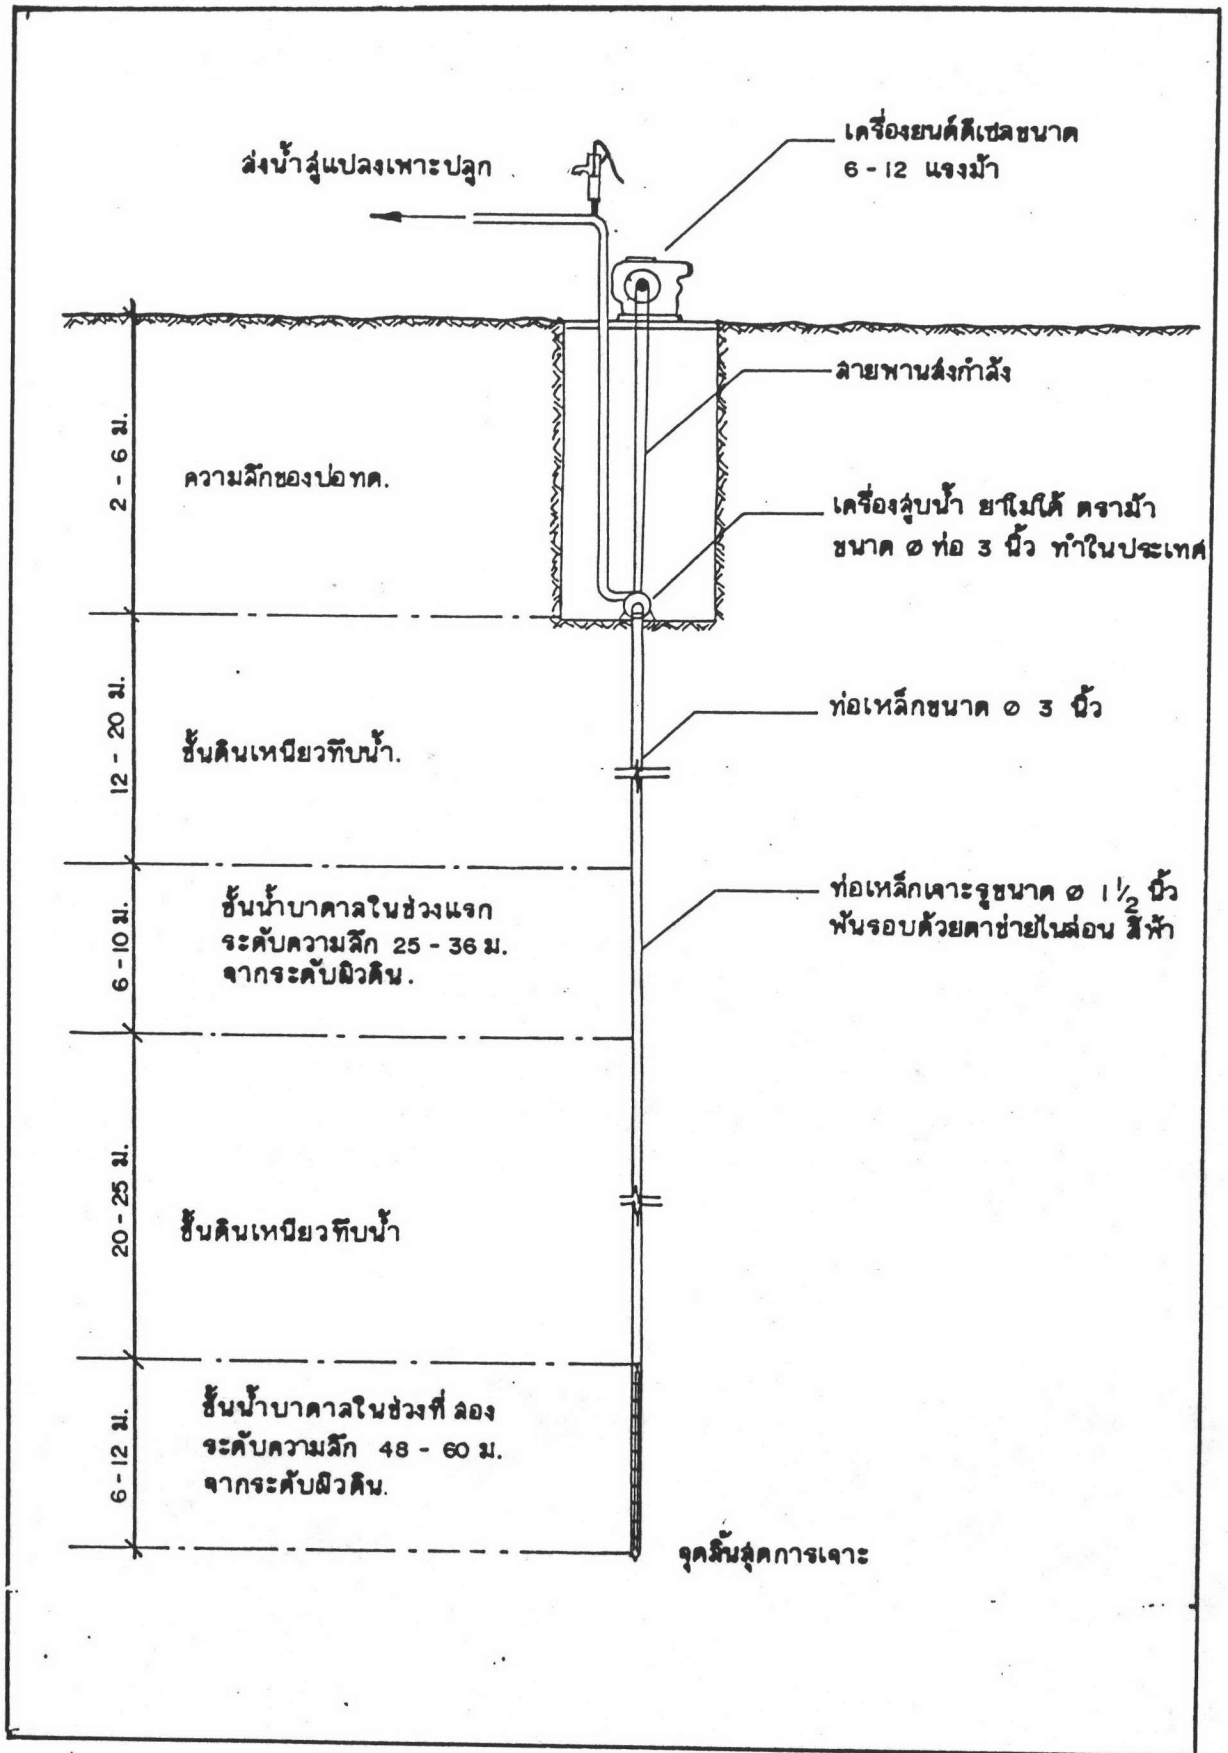 เครื่องยนต์ดีเซลขนาด
6 - 12 แรงม้า
ส่งน้ำสู่แปลงเพาะปลูก
สายพานส่งกำลัง
2 - 6 ม.
ความลึกของบ่อทด.
เครื่องสูบน้ำ ยาไมได้ ตราม้า
ขนาด ⌀ ท่อ 3 นิ้ว ทำในประเทศ
ท่อเหล็กขนาด ⌀ 3 นิ้ว
12 - 20 ม.
ชั้นดินเหนียวทึบน้ำ.
ท่อเหล็กเจาะรูขนาด ⌀ 1 1/2 นิ้ว
พันรอบด้วยตาข่ายไนล่อน สีฟ้า
6 - 10 ม.
ชั้นน้ำบาดาลในช่วงแรก
ระดับความลึก 25 - 36 ม.
จากระดับผิวดิน.
20 - 25 ม.
ชั้นดินเหนียวทึบน้ำ
6 - 12 ม.
ชั้นน้ำบาดาลในช่วงที่สอง
ระดับความลึก 48 - 60 ม.
จากระดับผิวดิน.
จุดสิ้นสุดการเจาะ